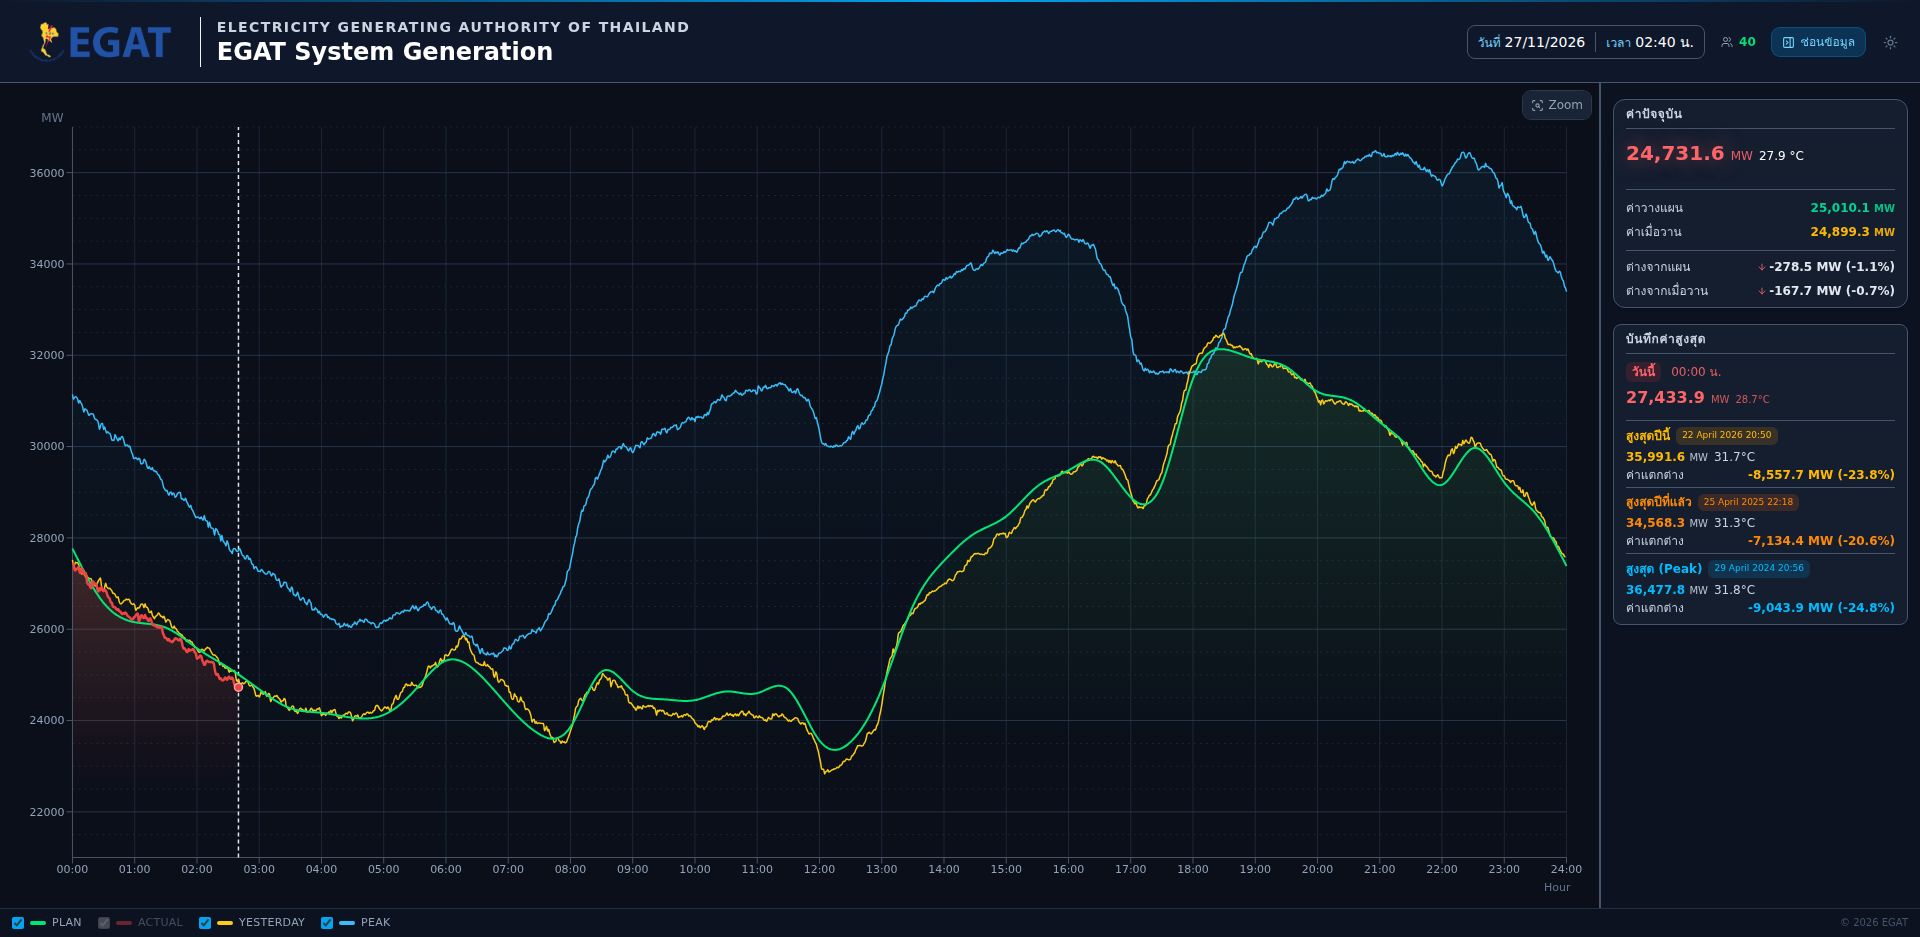 EGAT
ELECTRICITY GENERATING AUTHORITY OF THAILAND
EGAT System Generation
วันที่ 27/11/2026 เวลา 02:40 น.
40
ซ่อนข้อมูล
Zoom
MW
36000
34000
32000
30000
28000
26000
24000
22000
00:00 01:00 02:00 03:00 04:00 05:00 06:00 07:00 08:00 09:00 10:00 11:00 12:00 13:00 14:00 15:00 16:00 17:00 18:00 19:00 20:00 21:00 22:00 23:00 24:00
Hour
ค่าปัจจุบัน
24,731.6 MW 27.9 °C
ค่าวางแผน 25,010.1 MW
ค่าเมื่อวาน 24,899.3 MW
ต่างจากแผน ↓ -278.5 MW (-1.1%)
ต่างจากเมื่อวาน ↓ -167.7 MW (-0.7%)
บันทึกค่าสูงสุด
วันนี้ 00:00 น.
27,433.9 MW 28.7°C
สูงสุดปีนี้ 22 April 2026 20:50
35,991.6 MW 31.7°C
ค่าแตกต่าง -8,557.7 MW (-23.8%)
สูงสุดปีที่แล้ว 25 April 2025 22:18
34,568.3 MW 31.3°C
ค่าแตกต่าง -7,134.4 MW (-20.6%)
สูงสุด (Peak) 29 April 2024 20:56
36,477.8 MW 31.8°C
ค่าแตกต่าง -9,043.9 MW (-24.8%)
PLAN ACTUAL YESTERDAY PEAK
© 2026 EGAT